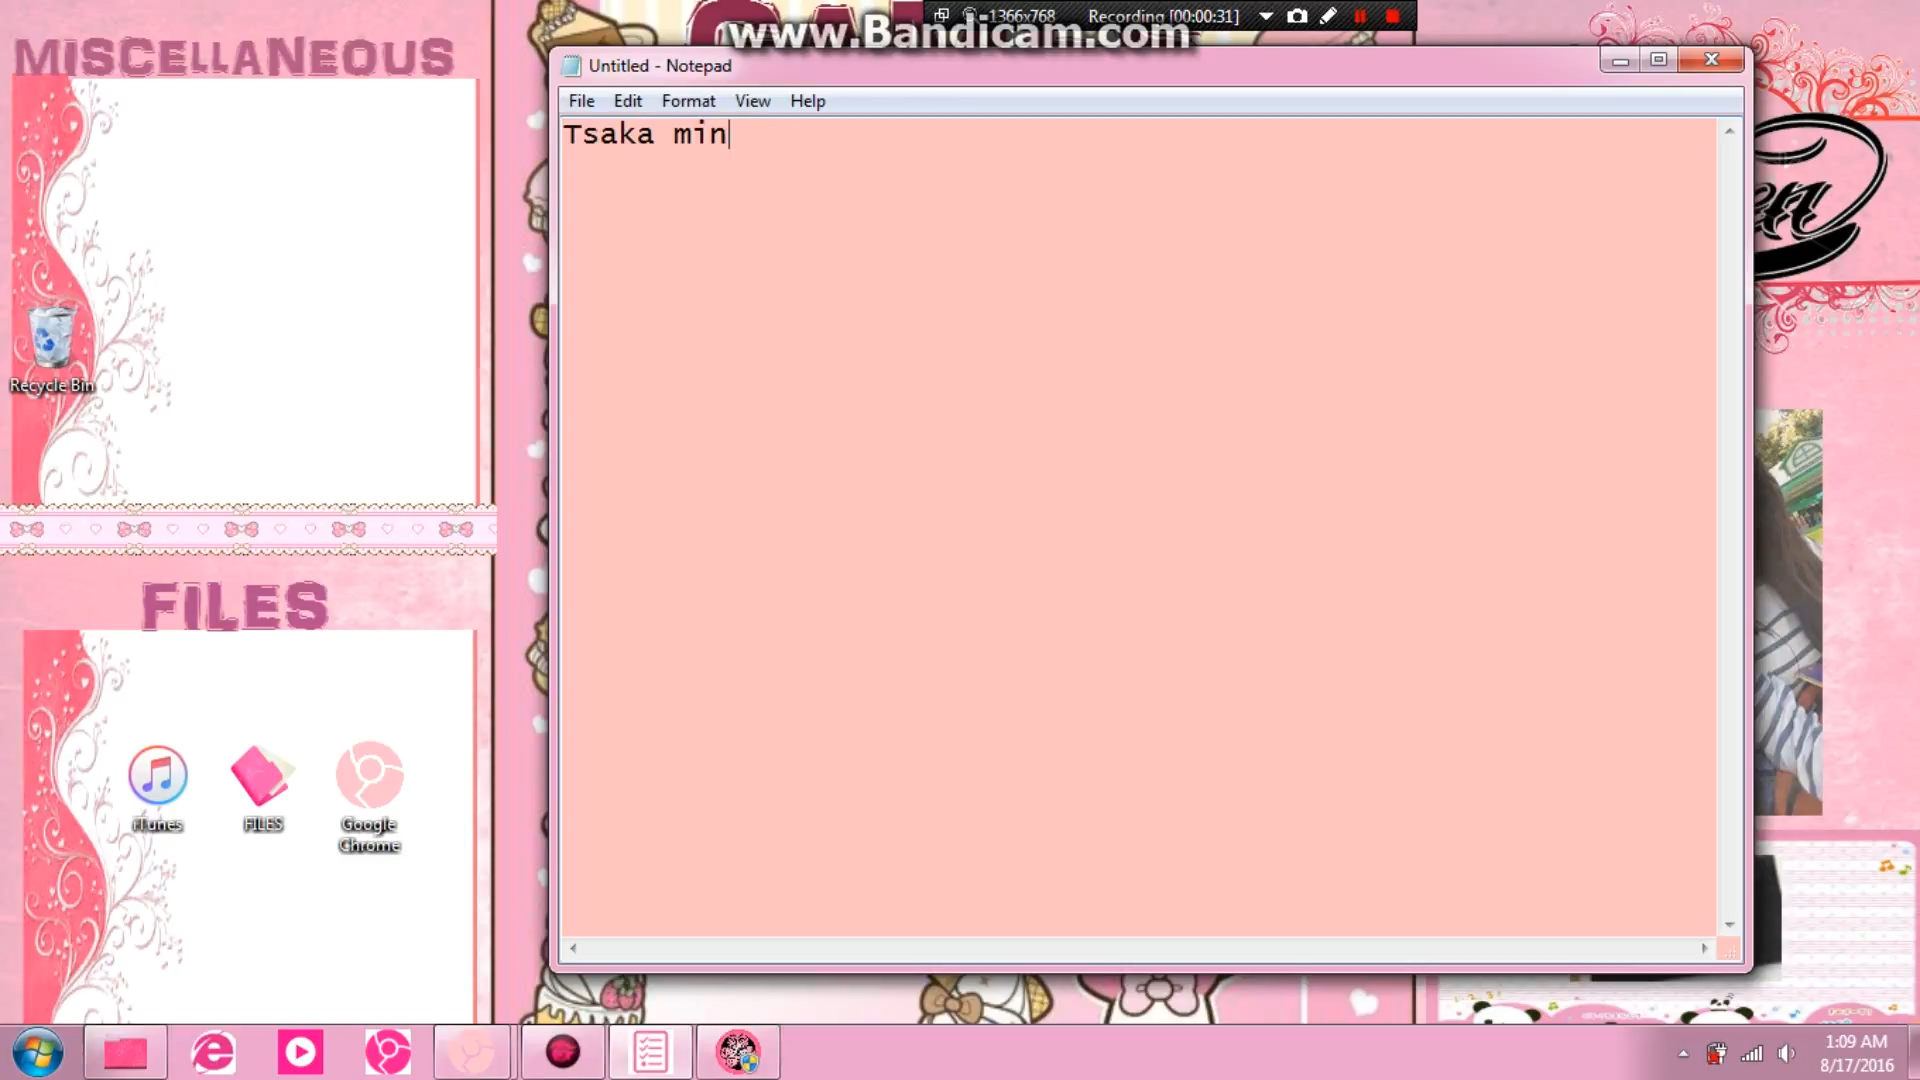 MISCELLANEOUS
1366x768 Recording [00:00:31]
www.Bandicam.com
Untitled - Notepad
File Edit Format View Help
Tsaka min
Recycle Bin
FILES
iTunes
FILES
Google
Chrome
1:09 AM
8/17/2016